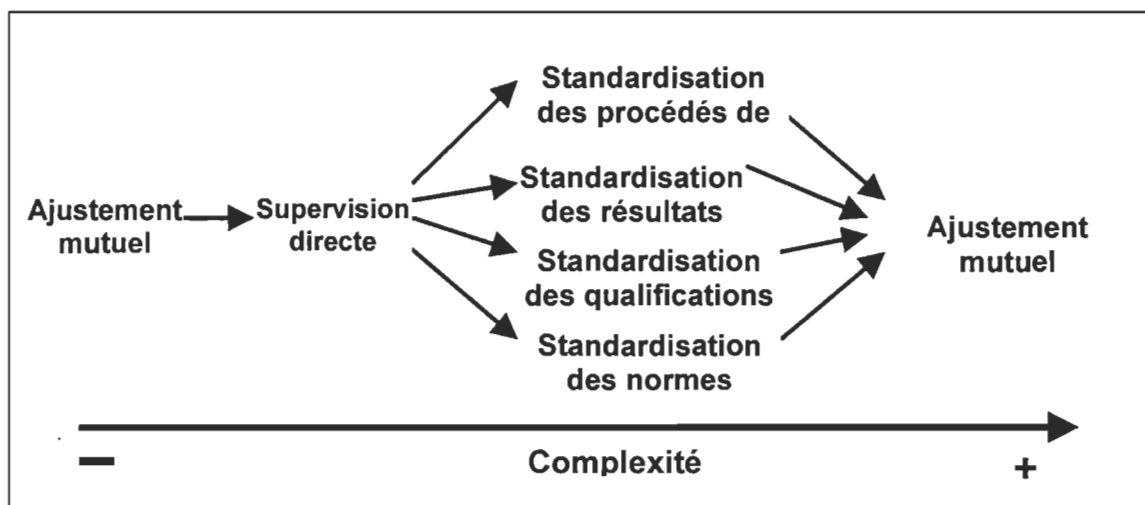 Ajustement
mutuel
Supervision
directe
Standardisation
des procédés de
Standardisation
des résultats
Standardisation
des qualifications
Standardisation
des normes
Ajustement
mutuel
− Complexité +